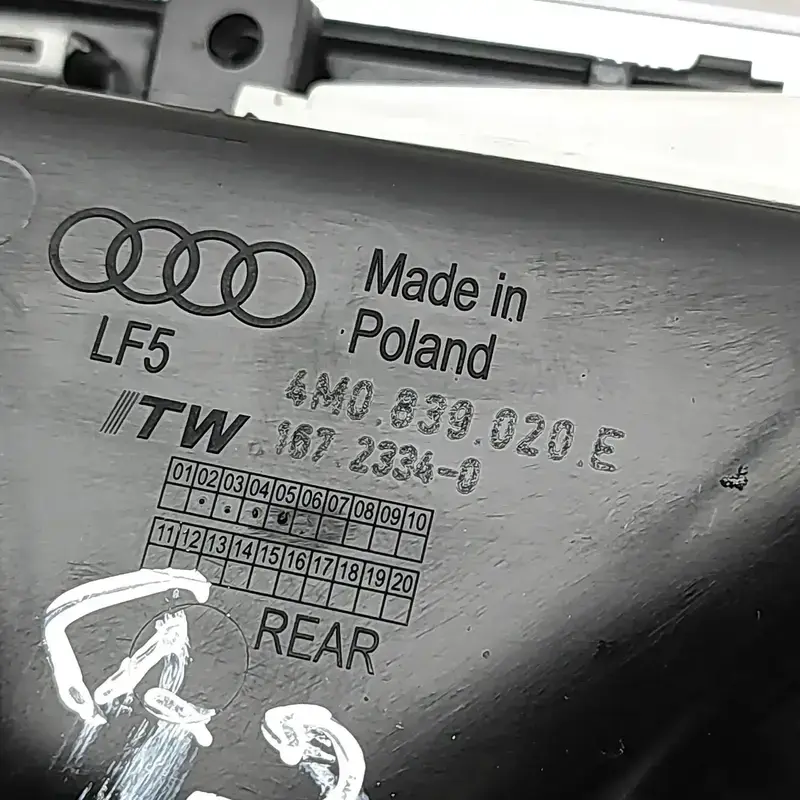 Made in
Poland
LF5
4M0.839.020.E
ITW
167.2334-0
01 02 03 04 05 06 07 08 09 10
11 12 13 14 15 16 17 18 19 20
REAR